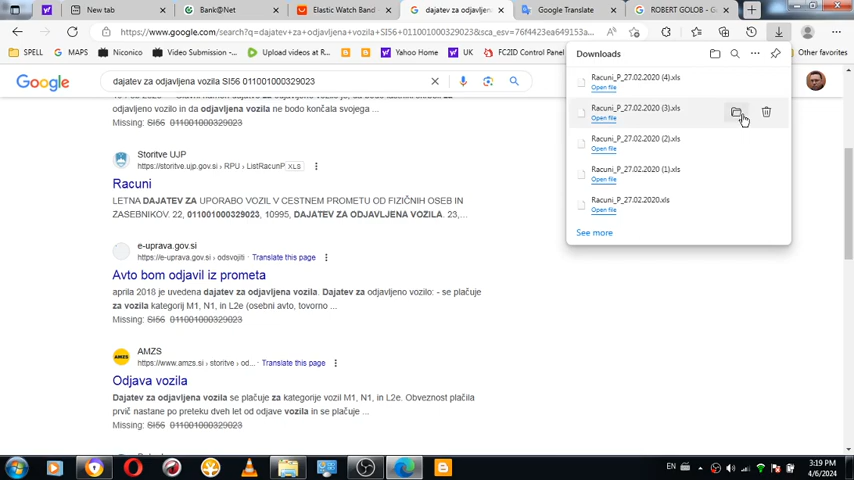 New tab
Bank@Net
Elastic Watch Band
dajatev za odjavljen
Google Translate
ROBERT GOLOB - G
https://www.google.com/search?q=dajatev+za+odjavljena+vozila+SI56+011001000329023&sca_esv=76f4423eg649153...
SPELL
MAPS
Niconico
Video Submission -...
Upload videos at R...
Yahoo Home
UK
FC2ID Control Panel
Other favorites
Google
dajatev za odjavljena vozila SI56 011001000329023
Downloads
Racuni_P_27.02.2020 (4).xls
Open file
Racuni_P_27.02.2020 (3).xls
Open file
Racuni_P_27.02.2020 (2).xls
Open file
Racuni_P_27.02.2020 (1).xls
Open file
Racuni_P_27.02.2020.xls
Open file
See more
odjavljeno vozilo in da odjavljena vozila ne bodo končala svojega ...
Missing: SI56 011001000329023
Storitve UJP
https://storitve.ujp.gov.si › RPU › ListRacunP XLS
Racuni
LETNA DAJATEV ZA UPORABO VOZIL V CESTNEM PROMETU OD FIZIČNIH OSEB IN
ZASEBNIKOV. 22, 011001000329023, 10995, DAJATEV ZA ODJAVLJENA VOZILA. 23,...
e-uprava.gov.si
https://e-uprava.gov.si › odsvojiti · Translate this page
Avto bom odjavil iz prometa
aprila 2018 je uvedena dajatev za odjavljena vozila. Dajatev za odjavljeno vozilo: - se plačuje
za vozila kategorij M1, N1, in L2e (osebni avto, tovorno ...
Missing: SI56 011001000329023
AMZS
https://www.amzs.si › storitve › od... · Translate this page
Odjava vozila
Dajatev za odjavljena vozila se plačuje za kategorije vozil M1, N1, in L2e. Obveznost plačila
prvič nastane po preteku dveh let od odjave vozila in se plačuje ...
Missing: SI56 011001000329023
EN
3:19 PM
4/6/2024